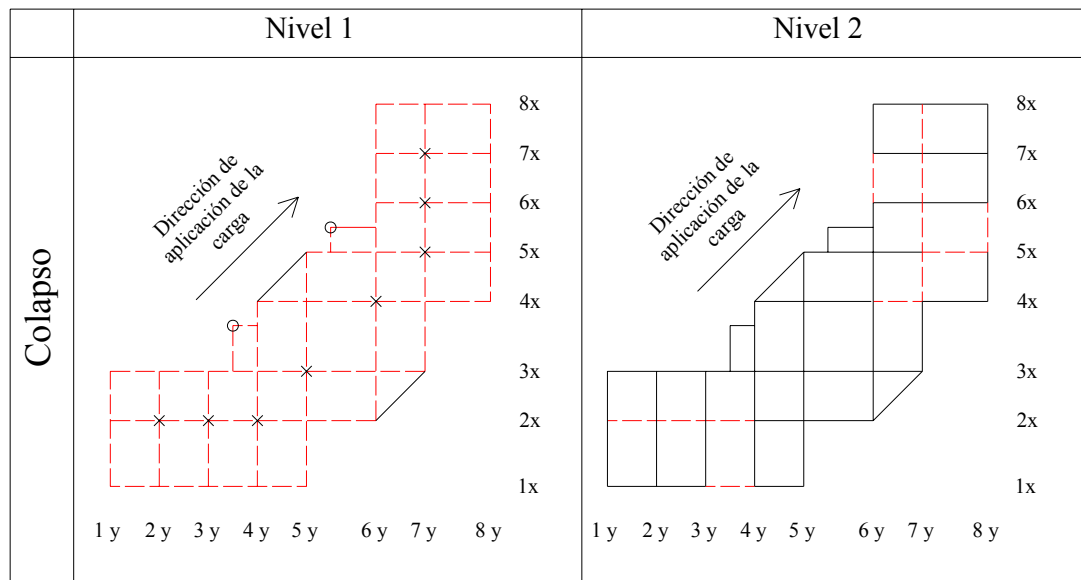 Nivel 1
Nivel 2
Colapso
Dirección de
aplicación de la
carga
8x
7x
6x
5x
4x
3x
2x
1x
1 y 2 y 3 y 4 y 5 y 6 y 7 y 8 y
Dirección de
aplicación de la
carga
8x
7x
6x
5x
4x
3x
2x
1x
1 y 2 y 3 y 4 y 5 y 6 y 7 y 8 y